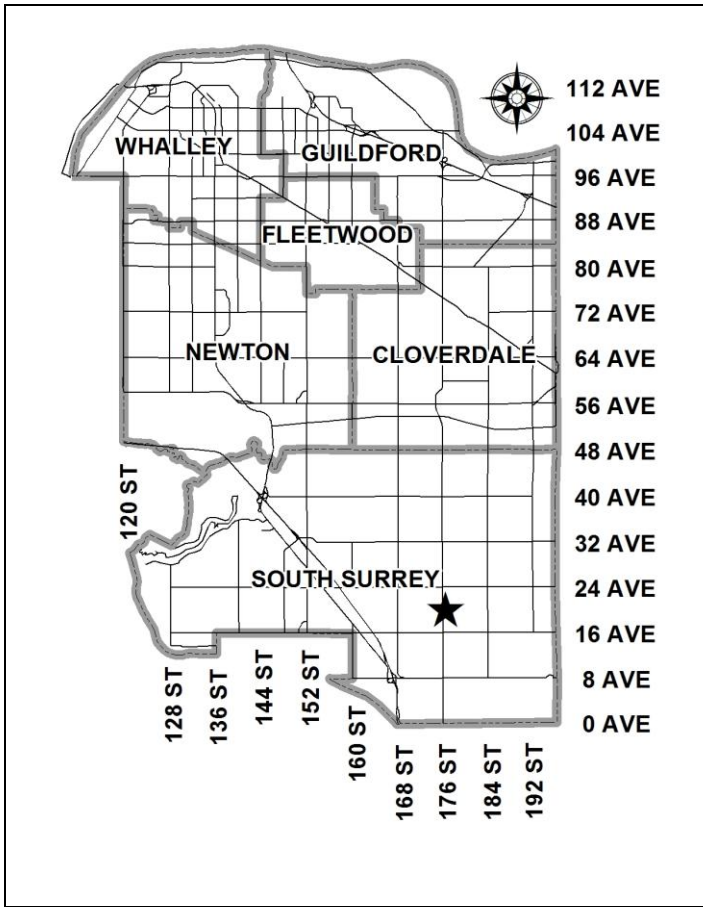 112 AVE
104 AVE
WHALLEY
GUILDFORD
96 AVE
88 AVE
FLEETWOOD
80 AVE
72 AVE
NEWTON
CLOVERDALE
64 AVE
56 AVE
48 AVE
120 ST
40 AVE
32 AVE
SOUTH SURREY
24 AVE
16 AVE
128 ST
136 ST
144 ST
152 ST
8 AVE
160 ST
0 AVE
168 ST
176 ST
184 ST
192 ST